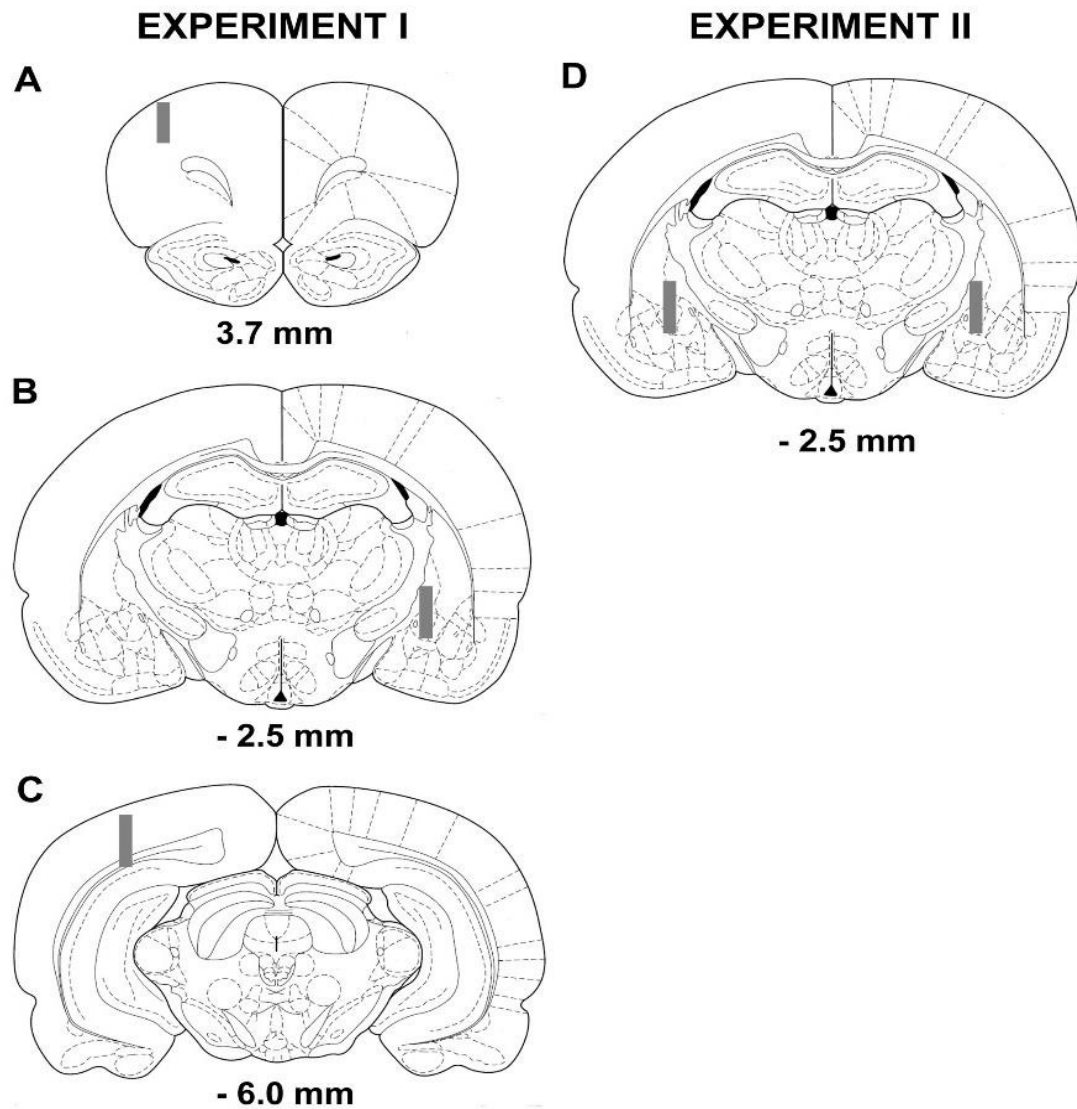 EXPERIMENT I
EXPERIMENT II
A
3.7 mm
B
- 2.5 mm
C
- 6.0 mm
D
- 2.5 mm